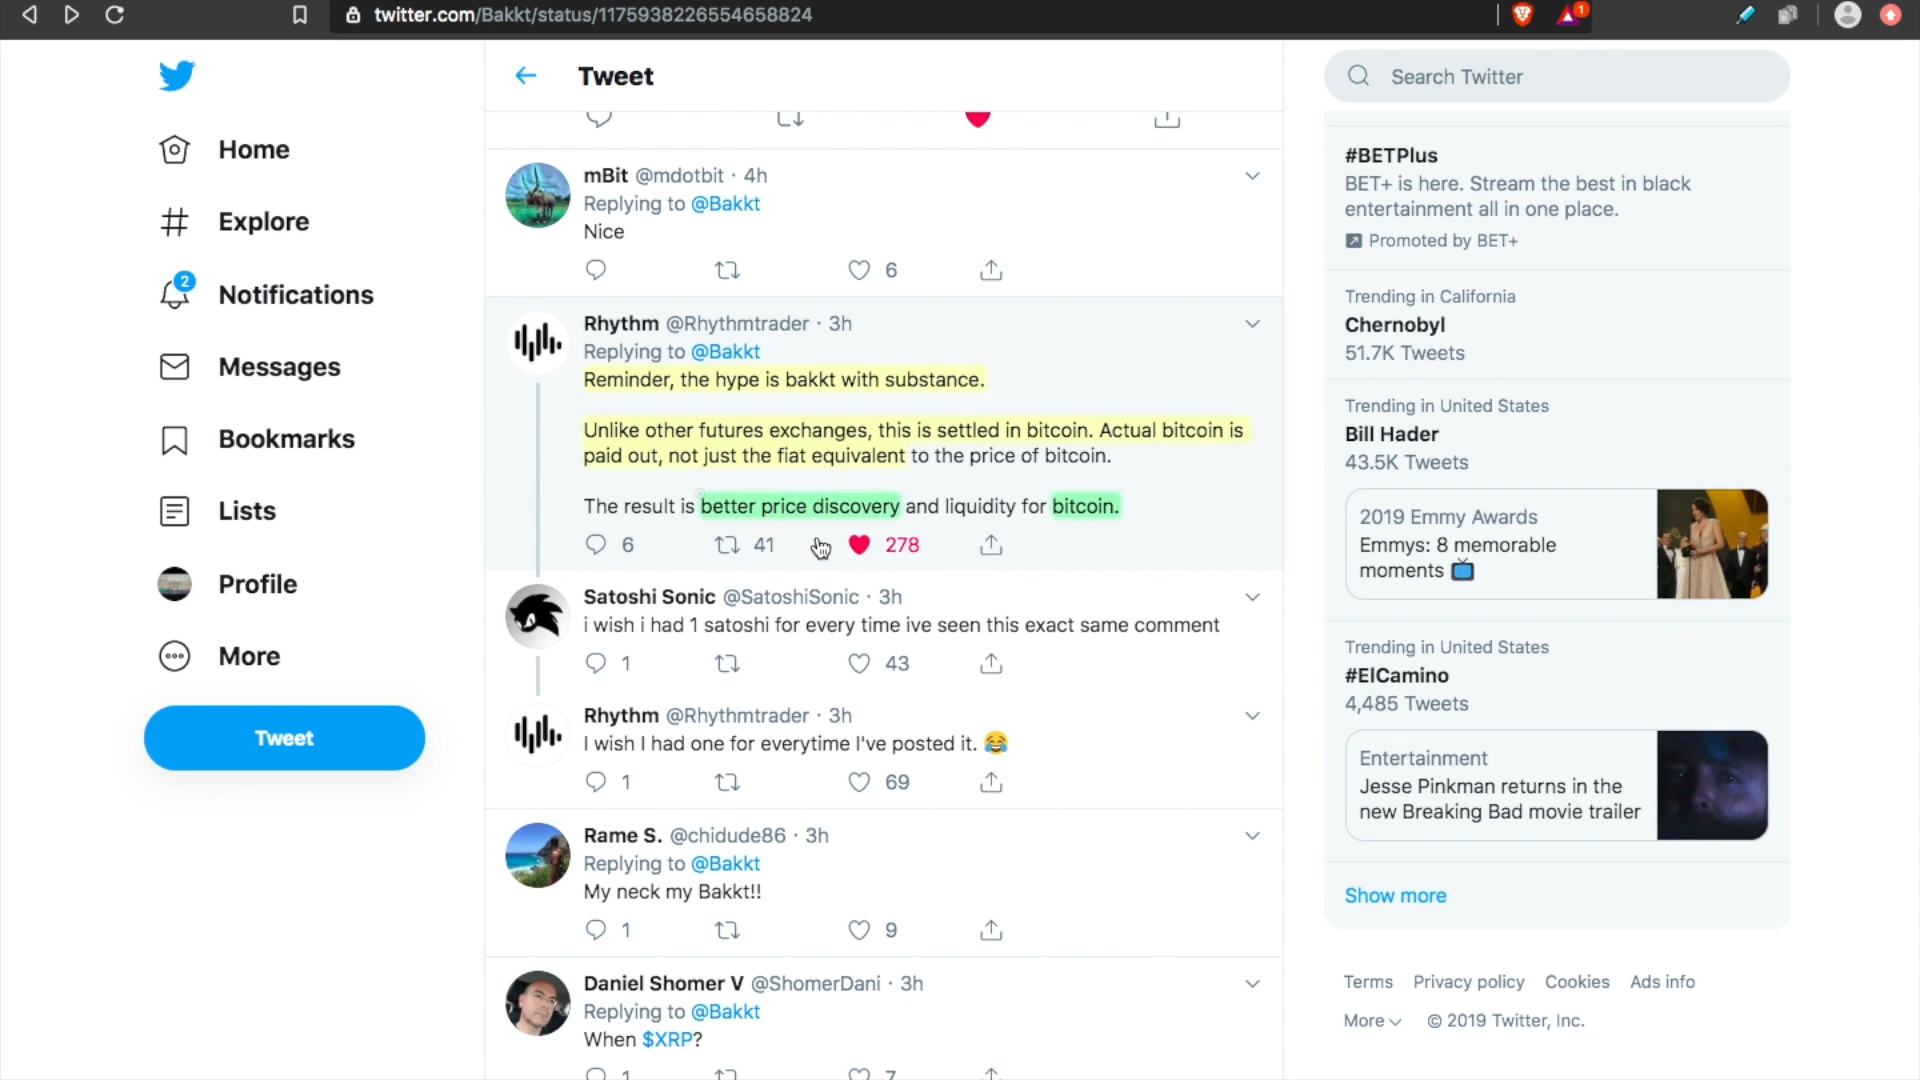 twitter.com/Bakkt/status/1175938226554658824
1
Home
Explore
2
Notifications
Messages
Bookmarks
Lists
Profile
More
Tweet
Tweet
mBit @mdotbit · 4h
Replying to @Bakkt
Nice
6
Rhythm @Rhythmtrader · 3h
Replying to @Bakkt
Reminder, the hype is bakkt with substance.
Unlike other futures exchanges, this is settled in bitcoin. Actual bitcoin is
paid out, not just the fiat equivalent to the price of bitcoin.
The result is better price discovery and liquidity for bitcoin.
6 41 278
Satoshi Sonic @SatoshiSonic · 3h
i wish i had 1 satoshi for every time ive seen this exact same comment
1 43
Rhythm @Rhythmtrader · 3h
I wish I had one for everytime I've posted it. 😂
1 69
Rame S. @chidude86 · 3h
Replying to @Bakkt
My neck my Bakkt!!
1 9
Daniel Shomer V @ShomerDani · 3h
Replying to @Bakkt
When $XRP?
1 7
Search Twitter
#BETPlus
BET+ is here. Stream the best in black
entertainment all in one place.
Promoted by BET+
Trending in California
Chernobyl
51.7K Tweets
Trending in United States
Bill Hader
43.5K Tweets
2019 Emmy Awards
Emmys: 8 memorable
moments 📺
Trending in United States
#ElCamino
4,485 Tweets
Entertainment
Jesse Pinkman returns in the
new Breaking Bad movie trailer
Show more
Terms Privacy policy Cookies Ads info
More © 2019 Twitter, Inc.